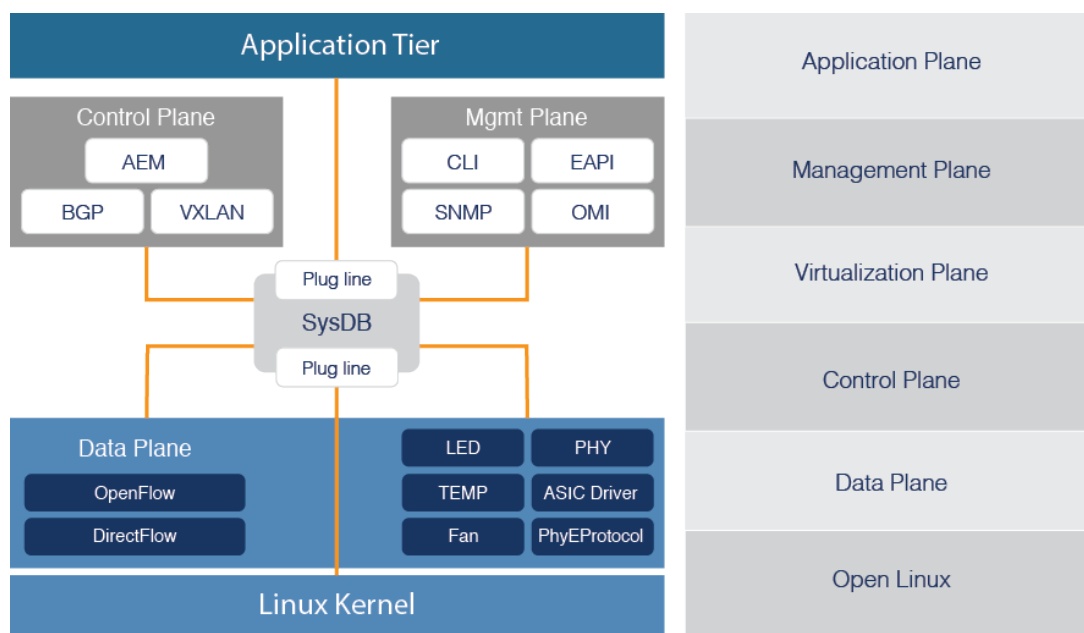 Application Tier
Control Plane
AEM
BGP
VXLAN
Mgmt Plane
CLI
EAPI
SNMP
OMI
Plug line
SysDB
Plug line
Data Plane
OpenFlow
DirectFlow
LED
PHY
TEMP
ASIC Driver
Fan
PhyEProtocol
Linux Kernel
Application Plane
Management Plane
Virtualization Plane
Control Plane
Data Plane
Open Linux